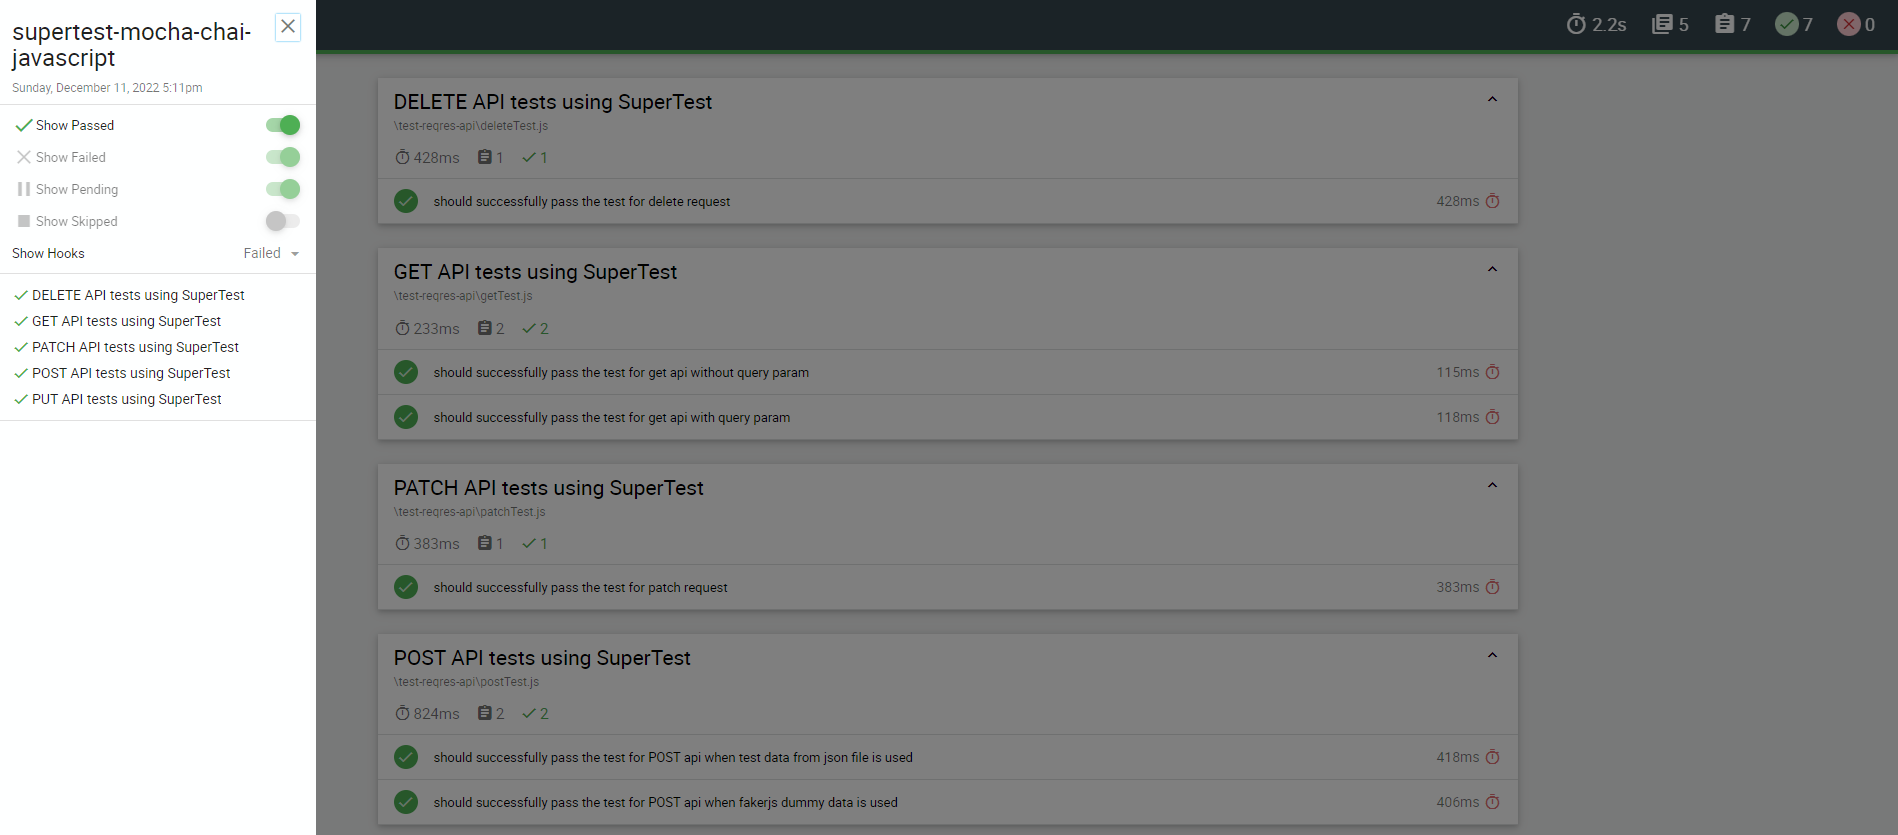 supertest-mocha-chai-
javascript
Sunday, December 11, 2022 5:11pm
Show Passed
Show Failed
Show Pending
Show Skipped
Show Hooks Failed
DELETE API tests using SuperTest
GET API tests using SuperTest
PATCH API tests using SuperTest
POST API tests using SuperTest
PUT API tests using SuperTest
2.2s 5 7 7 0
DELETE API tests using SuperTest
\test-reqres-api\deleteTest.js
428ms 1 1
should successfully pass the test for delete request 428ms
GET API tests using SuperTest
\test-reqres-api\getTest.js
233ms 2 2
should successfully pass the test for get api without query param 115ms
should successfully pass the test for get api with query param 118ms
PATCH API tests using SuperTest
\test-reqres-api\patchTest.js
383ms 1 1
should successfully pass the test for patch request 383ms
POST API tests using SuperTest
\test-reqres-api\postTest.js
824ms 2 2
should successfully pass the test for POST api when test data from json file is used 418ms
should successfully pass the test for POST api when fakerjs dummy data is used 406ms